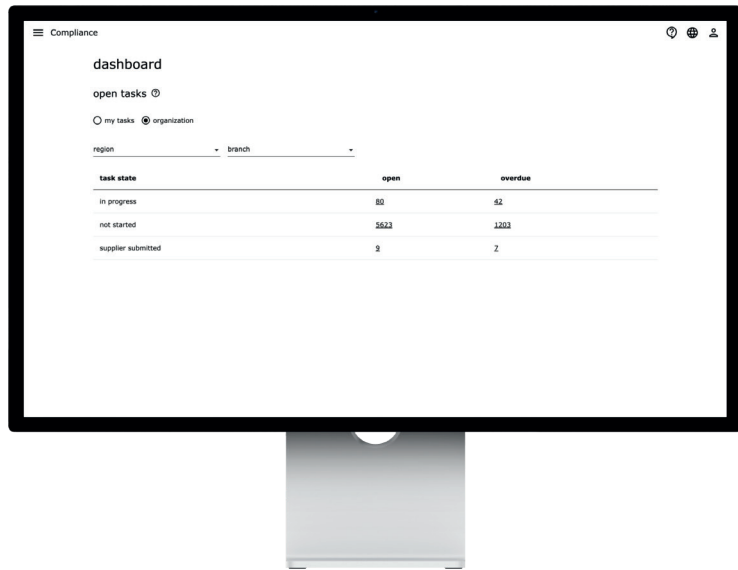 Compliance
dashboard
open tasks
my tasks organization
region branch
task state open overdue
in progress 80 42
not started 5623 1203
supplier submitted 9 7